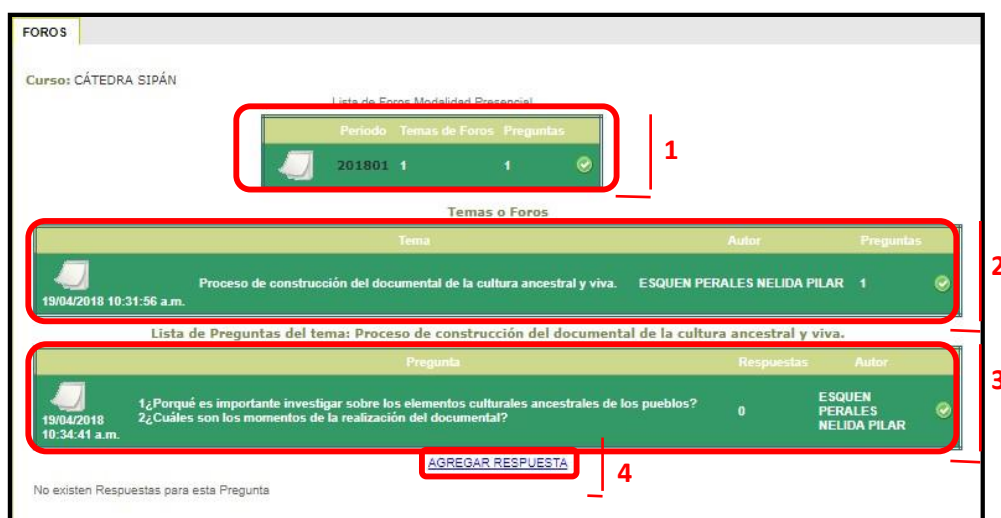 FOROS
Curso: CÁTEDRA SIPÁN
Lista de Foros Modalidad Presencial
Periodo Temas de Foros Preguntas
201801 1 1
1
Temas o Foros
Tema Autor Preguntas
Proceso de construcción del documental de la cultura ancestral y viva. ESQUEN PERALES NELIDA PILAR 1
19/04/2018 10:31:56 a.m.
2
Lista de Preguntas del tema: Proceso de construcción del documental de la cultura ancestral y viva.
Pregunta Respuestas Autor
1¿Porqué es importante investigar sobre los elementos culturales ancestrales de los pueblos?
2¿Cuáles son los momentos de la realización del documental?
19/04/2018
10:34:41 a.m.
0
ESQUEN
PERALES
NELIDA PILAR
3
AGREGAR RESPUESTA
4
No existen Respuestas para esta Pregunta